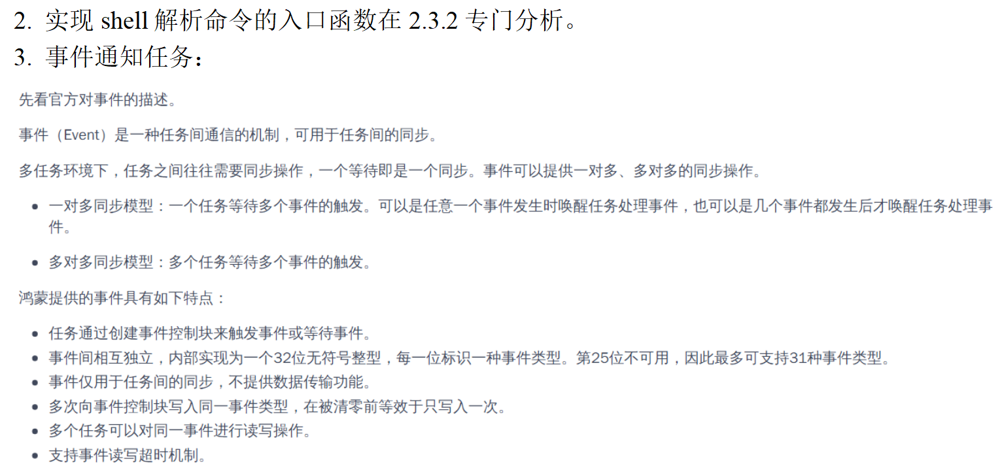 2. 实现 shell 解析命令的入口函数在 2.3.2 专门分析。
3. 事件通知任务：
先看官方对事件的描述。
事件（Event）是一种任务间通信的机制，可用于任务间的同步。
多任务环境下，任务之间往往需要同步操作，一个等待即是一个同步。事件可以提供一对多、多对多的同步操作。
• 一对多同步模型：一个任务等待多个事件的触发。可以是任意一个事件发生时唤醒任务处理事件，也可以是几个事件都发生后才唤醒任务处理事
件。
• 多对多同步模型：多个任务等待多个事件的触发。
鸿蒙提供的事件具有如下特点：
• 任务通过创建事件控制块来触发事件或等待事件。
• 事件间相互独立，内部实现为一个32位无符号整型，每一位标识一种事件类型。第25位不可用，因此最多可支持31种事件类型。
• 事件仅用于任务间的同步，不提供数据传输功能。
• 多次向事件控制块写入同一事件类型，在被清零前等效于只写入一次。
• 多个任务可以对同一事件进行读写操作。
• 支持事件读写超时机制。